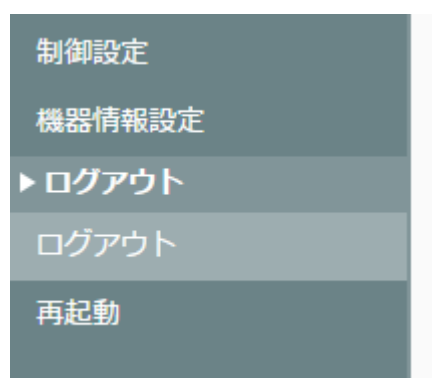 制御設定
機器情報設定
▶ログアウト
ログアウト
再起動